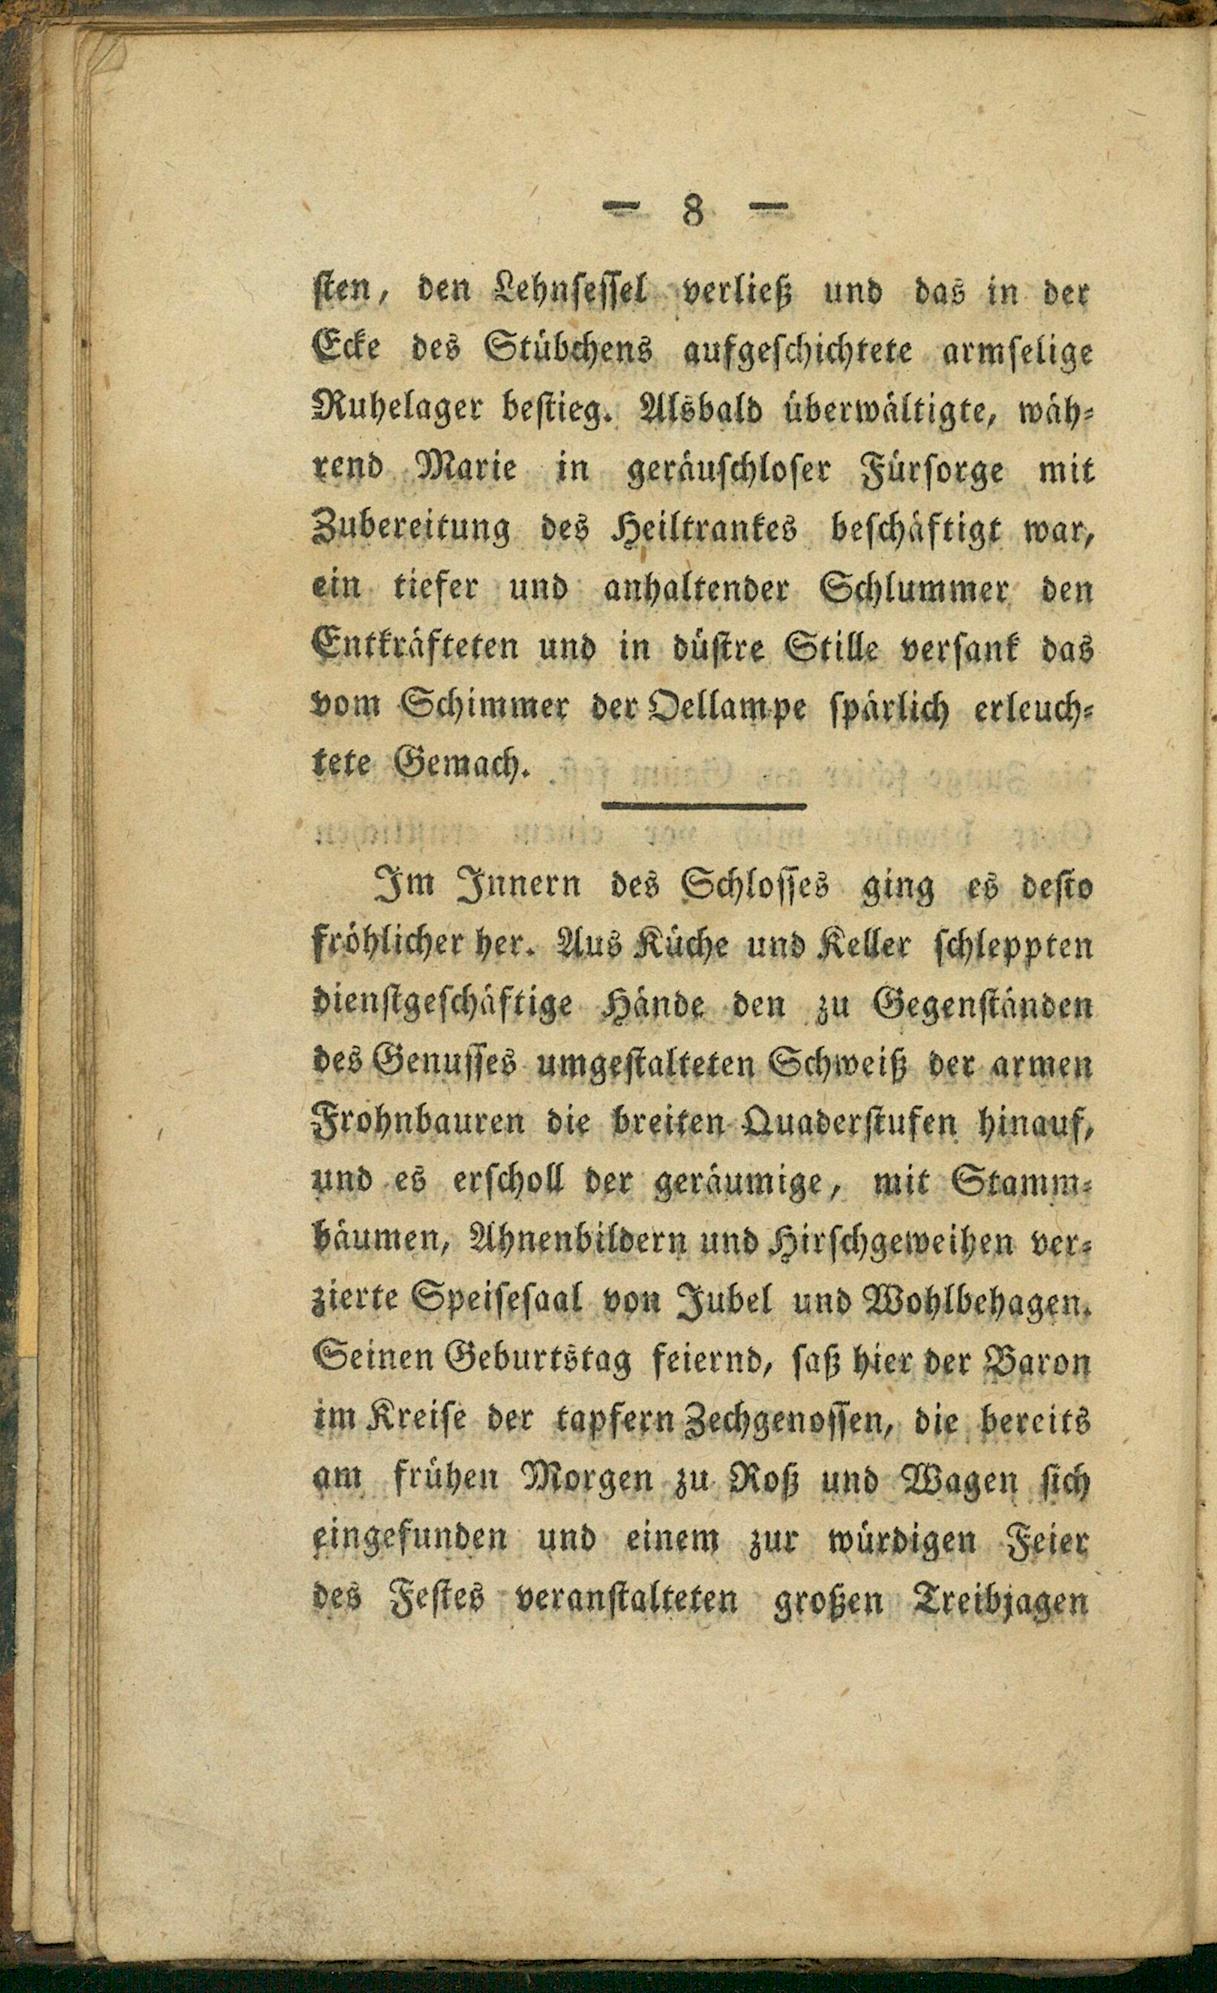 — 8 —
sten, den Lehnsessel verließ und das in der
Ecke des Stübchens aufgeschichtete armselige
Ruhelager bestieg. Alsbald überwältigte, wäh-
rend Marie in geräuschloser Fürsorge mit
Zubereitung des Heiltrankes beschäftigt war,
ein tiefer und anhaltender Schlummer den
Entkräfteten und in düstre Stille versank das
vom Schimmer der Oellampe spärlich erleuch-
tete Gemach.
Im Innern des Schlosses ging es desto
fröhlicher her. Aus Küche und Keller schleppten
dienstgeschäftige Hände den zu Gegenständen
des Genusses umgestalteten Schweiß der armen
Frohnbauren die breiten Quaderstufen hinauf,
und es erscholl der geräumige, mit Stamm-
bäumen, Ahnenbildern und Hirschgeweihen ver-
zierte Speisesaal von Jubel und Wohlbehagen.
Seinen Geburtstag feiernd, saß hier der Baron
im Kreise der tapfern Zechgenossen, die bereits
am frühen Morgen zu Roß und Wagen sich
eingefunden und einem zur würdigen Feier
des Festes veranstalteten großen Treibjagen